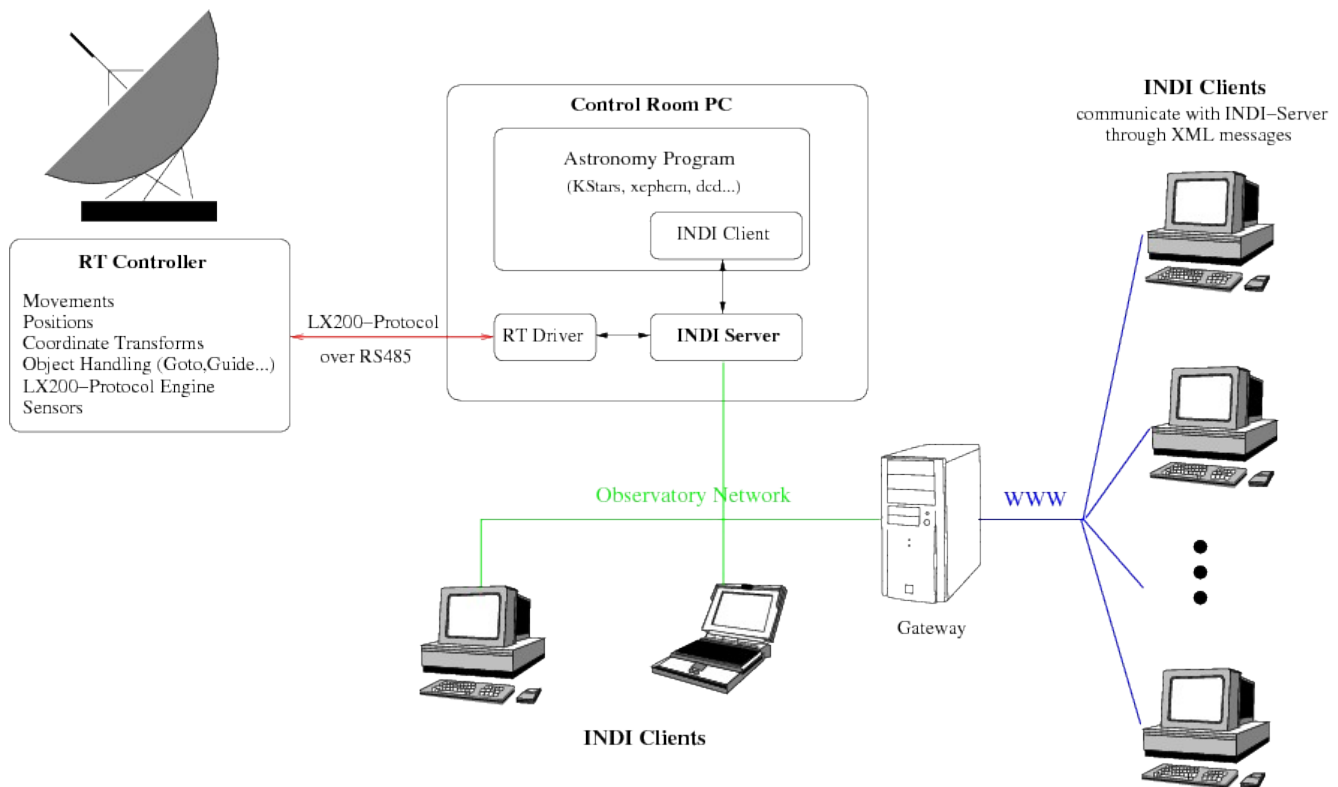 Control Room PC
Astronomy Program
(KStars, xephem, dcd...)
INDI Client
RT Driver
INDI Server
RT Controller
Movements
Positions
Coordinate Transforms
Object Handling (Goto,Guide...)
LX200-Protocol Engine
Sensors
LX200-Protocol
over RS485
INDI Clients
communicate with INDI-Server
through XML messages
Observatory Network
WWW
Gateway
INDI Clients